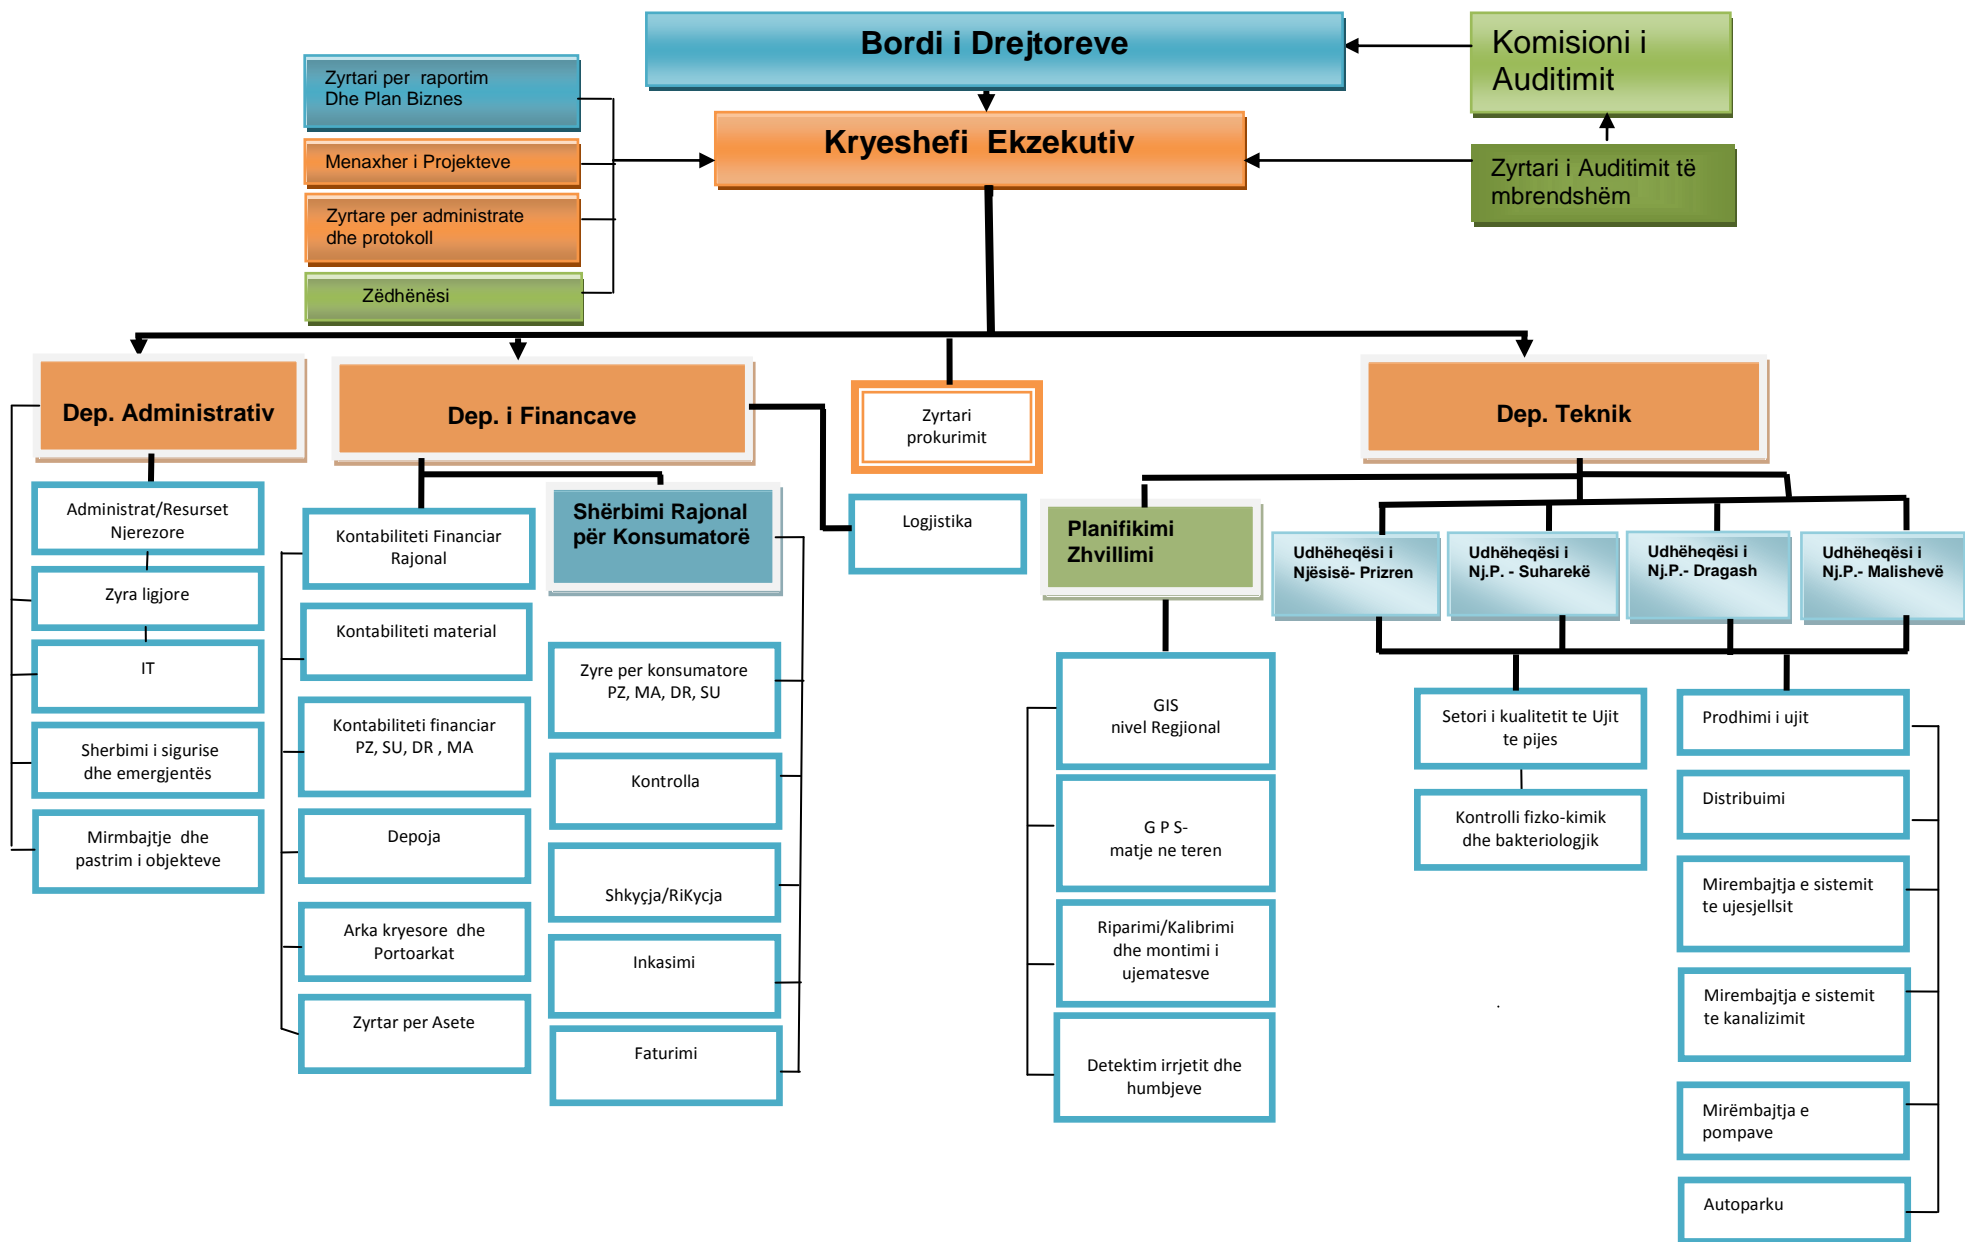 Bordi i Drejtoreve
Komisioni i
Auditimit
Zyrtari per raportim
Dhe Plan Biznes
Kryeshefi Ekzekutiv
Menaxher i Projekteve
Zyrtari i Auditimit të
mbrendshëm
Zyrtare per administrate
dhe protokoll
Zëdhënësi
Dep. Administrativ
Dep. i Financave
Zyrtari
prokurimit
Dep. Teknik
Administrat/Resurset
Njerezore
Zyra ligjore
IT
Sherbimi i sigurise
dhe emergjentës
Mirmbajtje dhe
pastrim i objekteve
Kontabiliteti Financiar
Rajonal
Kontabiliteti material
Kontabiliteti financiar
PZ, SU, DR , MA
Depoja
Arka kryesore dhe
Portoarkat
Zyrtar per Asete
Shërbimi Rajonal
për Konsumatorë
Zyre per konsumatore
PZ, MA, DR, SU
Kontrolla
Shkyçja/RiKycja
Inkasimi
Faturimi
Logjistika
Planifikimi
Zhvillimi
GIS
nivel Regjional
G P S-
matje ne teren
Riparimi/Kalibrimi
dhe montimi i
ujematesve
Detektim irrjetit dhe
humbjeve
Udhëheqësi i
Njësisë- Prizren
Udhëheqësi i
Nj.P. - Suharekë
Udhëheqësi i
Nj.P.- Dragash
Udhëheqësi i
Nj.P.- Malishevë
Setori i kualitetit te Ujit
te pijes
Kontrolli fizko-kimik
dhe bakteriologjik
.
Prodhimi i ujit
Distribuimi
Mirembajtja e sistemit
te ujesjellsit
Mirembajtja e sistemit
te kanalizimit
Mirëmbajtja e
pompave
Autoparku